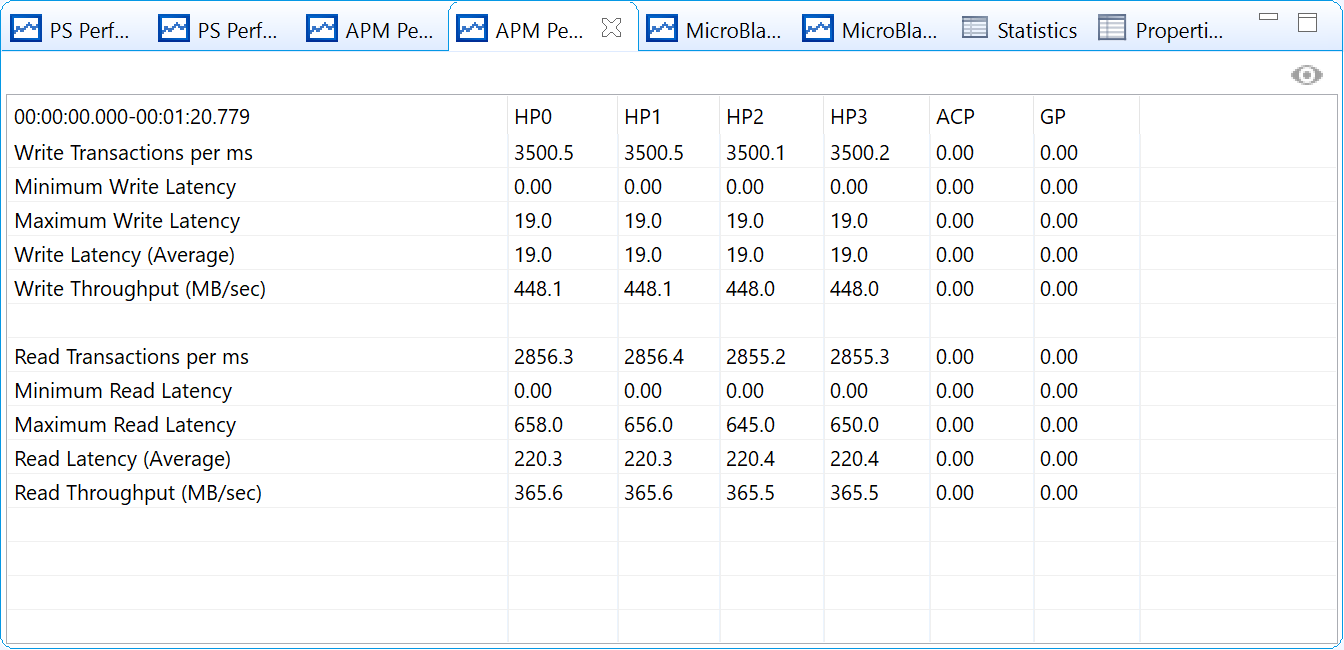 PS Perf... PS Perf... APM Pe... APM Pe... MicroBla... MicroBla... Statistics Properti...
00:00:00.000-00:01:20.779 HP0 HP1 HP2 HP3 ACP GP
Write Transactions per ms 3500.5 3500.5 3500.1 3500.2 0.00 0.00
Minimum Write Latency 0.00 0.00 0.00 0.00 0.00 0.00
Maximum Write Latency 19.0 19.0 19.0 19.0 0.00 0.00
Write Latency (Average) 19.0 19.0 19.0 19.0 0.00 0.00
Write Throughput (MB/sec) 448.1 448.1 448.0 448.0 0.00 0.00
Read Transactions per ms 2856.3 2856.4 2855.2 2855.3 0.00 0.00
Minimum Read Latency 0.00 0.00 0.00 0.00 0.00 0.00
Maximum Read Latency 658.0 656.0 645.0 650.0 0.00 0.00
Read Latency (Average) 220.3 220.3 220.4 220.4 0.00 0.00
Read Throughput (MB/sec) 365.6 365.6 365.5 365.5 0.00 0.00